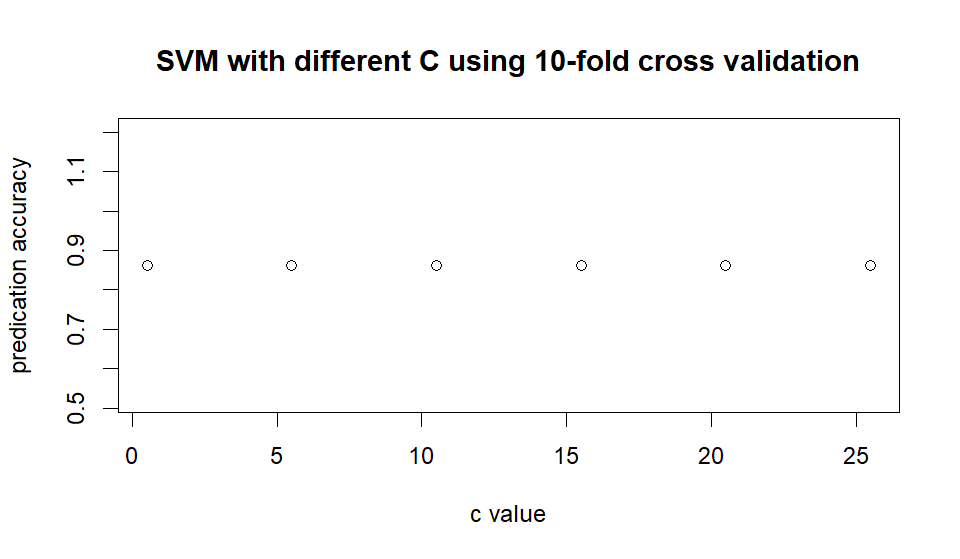 SVM with different C using 10-fold cross validation
predication accuracy
1.1
0.9
0.7
0.5
0 5 10 15 20 25
c value